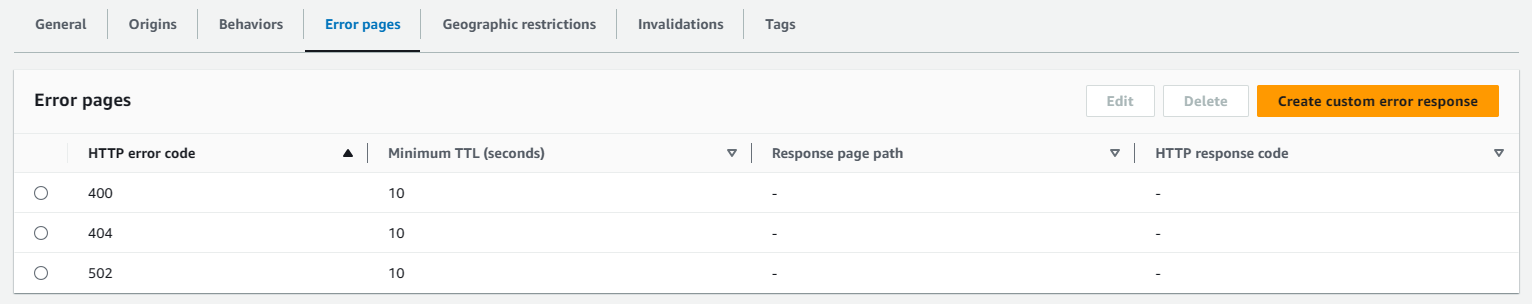 General Origins Behaviors Error pages Geographic restrictions Invalidations Tags
Error pages Edit Delete Create custom error response
HTTP error code Minimum TTL (seconds) Response page path HTTP response code
400 10 - -
404 10 - -
502 10 - -